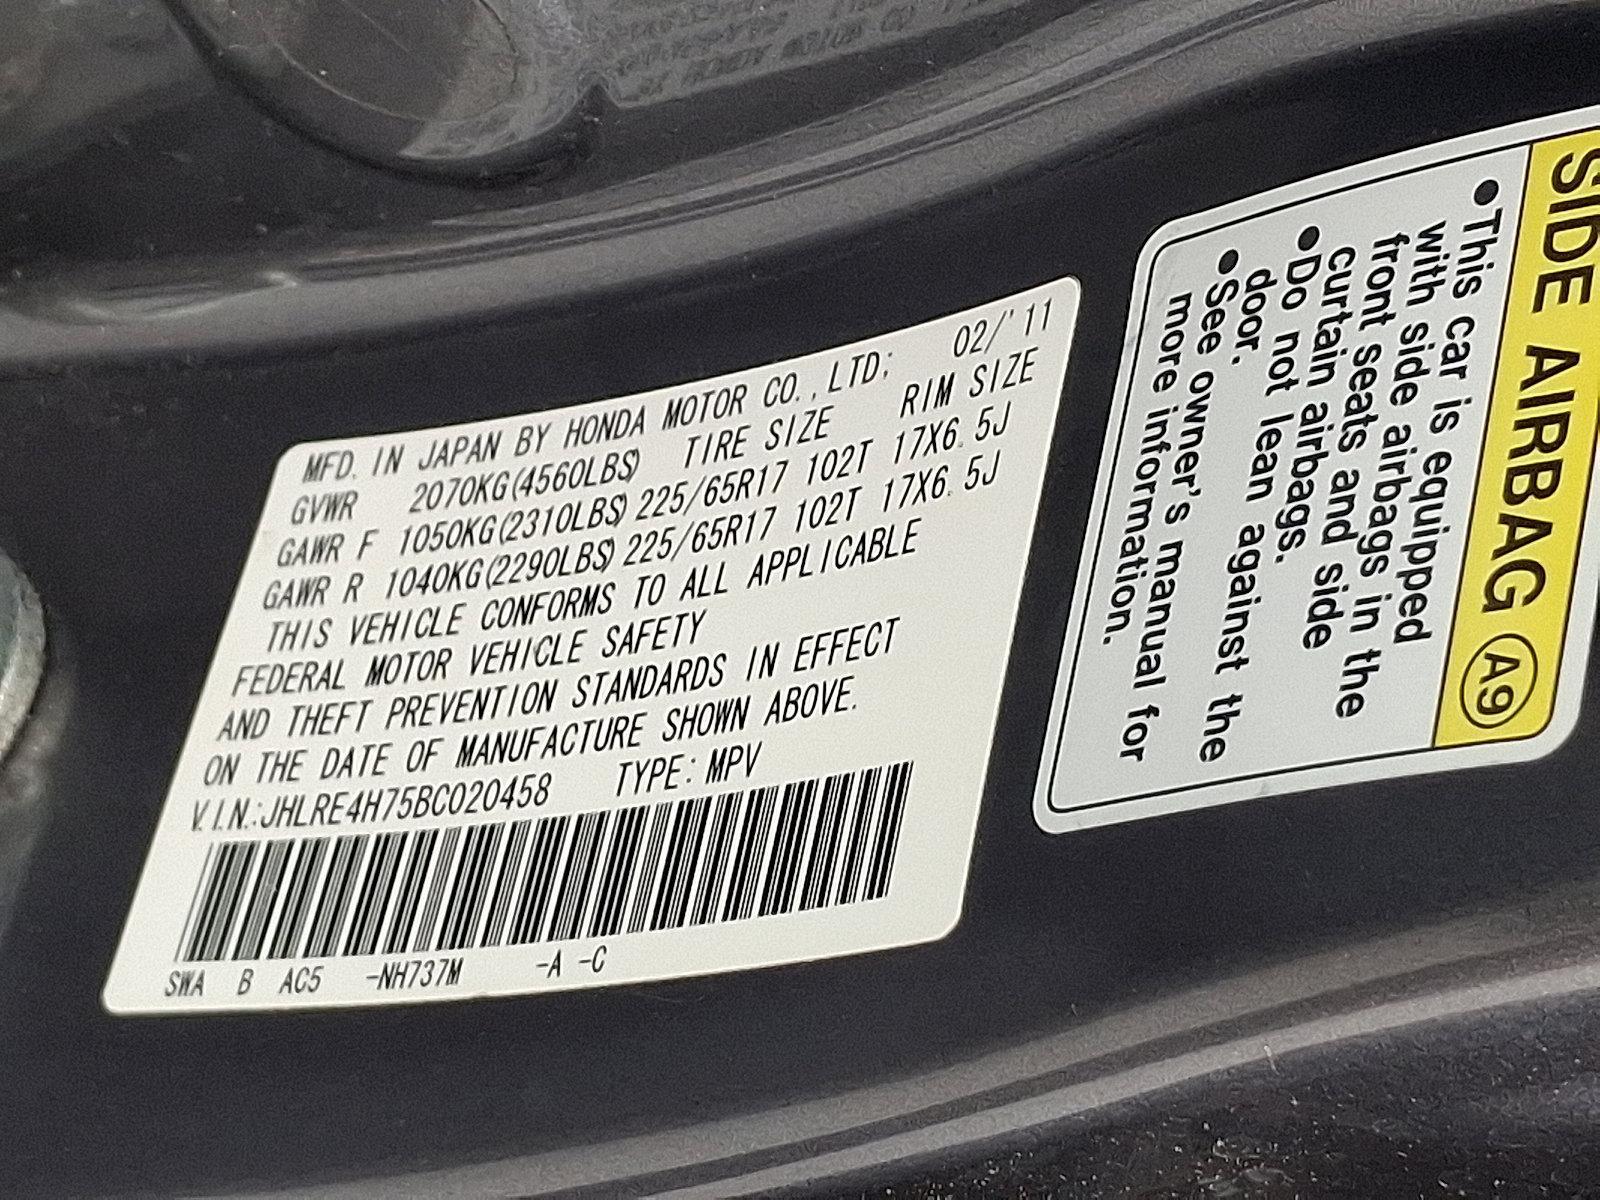 MFD. IN JAPAN BY HONDA MOTOR CO., LTD; 02/'11
GVWR 2070KG(4560LBS) TIRE SIZE RIM SIZE
GAWR F 1050KG(2310LBS) 225/65R17 102T 17X6.5J
GAWR R 1040KG(2290LBS) 225/65R17 102T 17X6.5J
THIS VEHICLE CONFORMS TO ALL APPLICABLE
FEDERAL MOTOR VEHICLE SAFETY
AND THEFT PREVENTION STANDARDS IN EFFECT
ON THE DATE OF MANUFACTURE SHOWN ABOVE.
V.I.N.:JHLRE4H75BC020458 TYPE: MPV
SWA B AC5 -NH737M -A -C
SIDE AIRBAG A9
●This car is equipped
with side airbags in the
front seats and side
curtain airbags.
●Do not lean against the
door.
●See owner's manual for
more information.